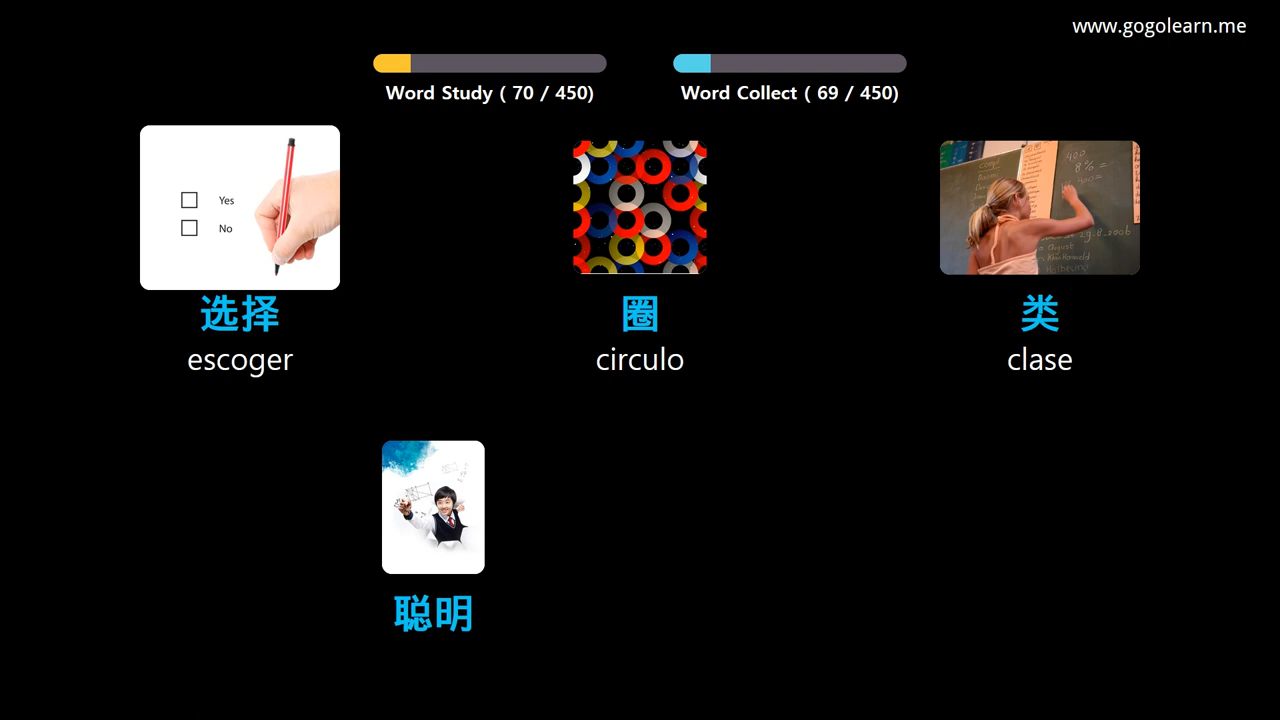 www.gogolearn.me
Word Study ( 70 / 450)
Word Collect ( 69 / 450)
Yes
No
选择
圈
类
escoger
circulo
clase
聪明